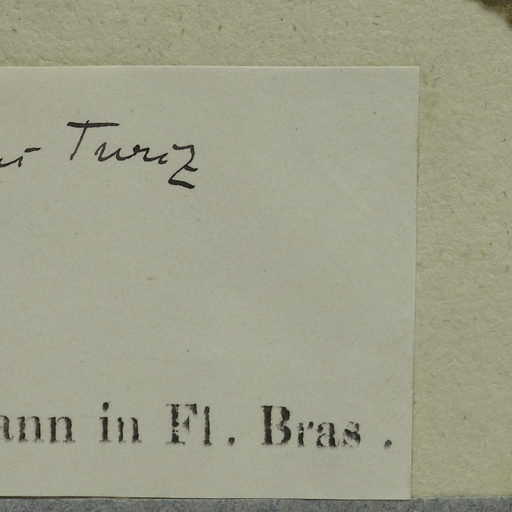 Turcz
ann in Fl. Bras.